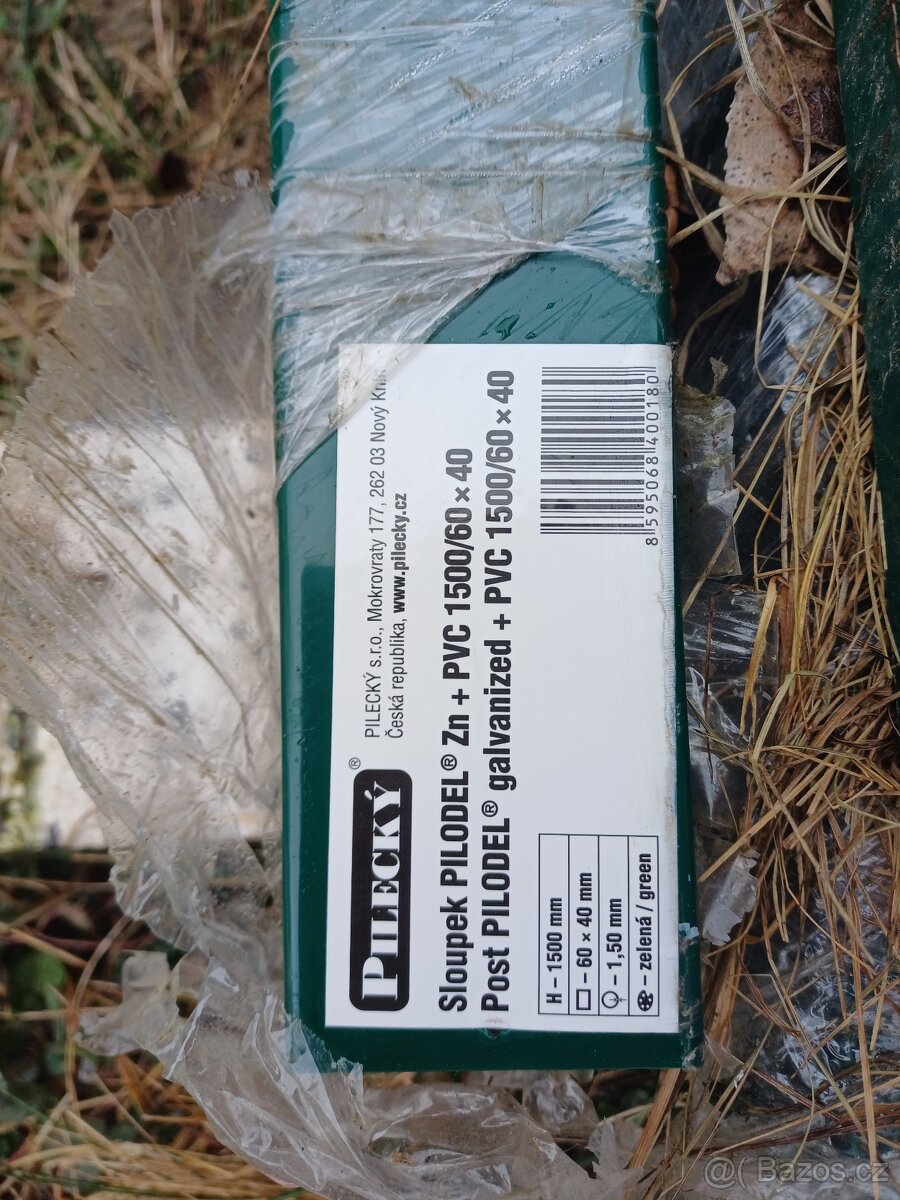 PILECKÝ®
PILECKÝ s.r.o., Mokrovraty 177, 262 03 Nový
Česká republika, www.pilecky.cz
Sloupek PILODEL® Zn + PVC 1500/60 × 40
Post PILODEL® galvanized + PVC 1500/60 × 40
H – 1500 mm
– 60 × 40 mm
– 1,50 mm
– zelená / green
8595068400180
Bazos.cz